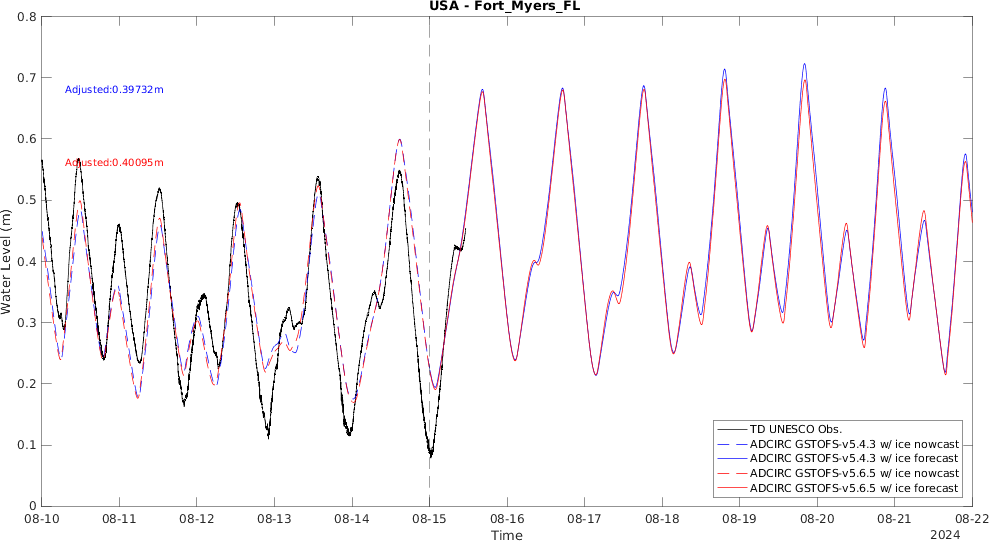 USA - Fort_Myers_FL
0.8
0.7
0.6
0.5
0.4
0.3
0.2
0.1
0
Water Level (m)
Adjusted:0.39732m
Adjusted:0.40095m
TD UNESCO Obs.
ADCIRC GSTOFS-v5.4.3 w/ ice nowcast
ADCIRC GSTOFS-v5.4.3 w/ ice forecast
ADCIRC GSTOFS-v5.6.5 w/ ice nowcast
ADCIRC GSTOFS-v5.6.5 w/ ice forecast
08-10 08-11 08-12 08-13 08-14 08-15 08-16 08-17 08-18 08-19 08-20 08-21 08-22
Time
2024